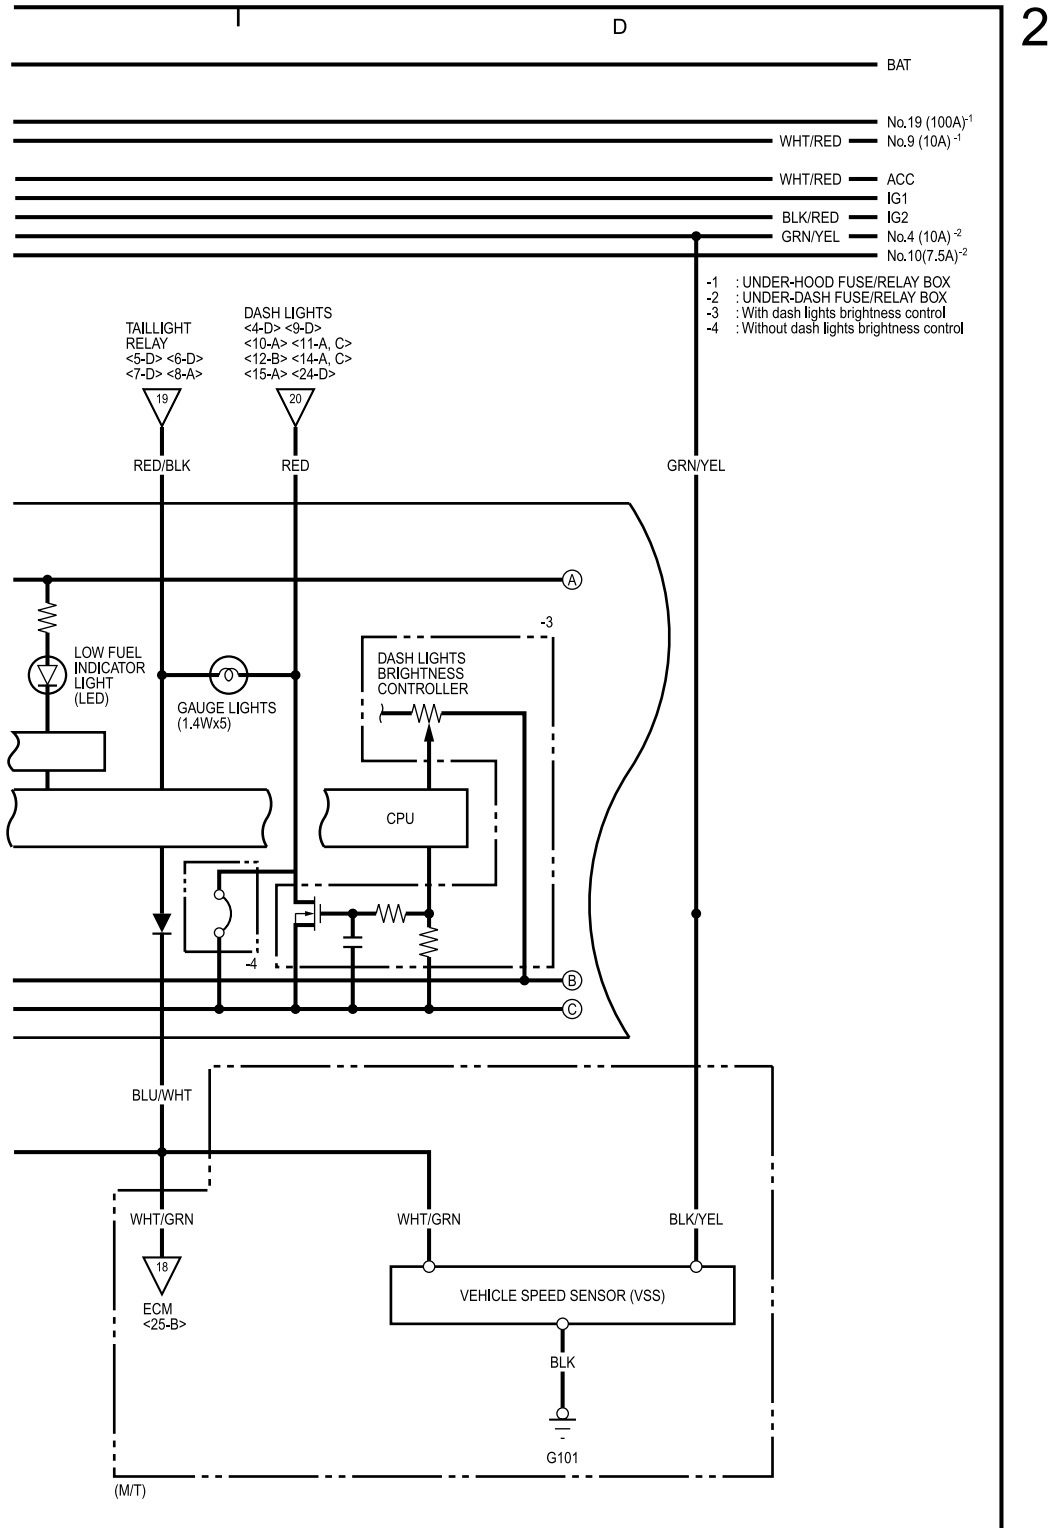 2
D
BAT
No.19 (100A)-1
WHT/RED No.9 (10A) -1
WHT/RED ACC
IG1
BLK/RED IG2
GRN/YEL No.4 (10A) -2
No.10(7.5A)-2
-1 : UNDER-HOOD FUSE/RELAY BOX
-2 : UNDER-DASH FUSE/RELAY BOX
-3 : With dash lights brightness control
-4 : Without dash lights brightness control
TAILLIGHT
RELAY
<5-D> <6-D>
<7-D> <8-A>
19
DASH LIGHTS
<4-D> <9-D>
<10-A> <11-A, C>
<12-B> <14-A, C>
<15-A> <24-D>
20
RED/BLK
RED
GRN/YEL
A
-3
LOW FUEL
INDICATOR
LIGHT
(LED)
GAUGE LIGHTS
(1.4Wx5)
DASH LIGHTS
BRIGHTNESS
CONTROLLER
CPU
-4
B
C
BLU/WHT
WHT/GRN
WHT/GRN
BLK/YEL
18
ECM
<25-B>
VEHICLE SPEED SENSOR (VSS)
BLK
G101
(M/T)